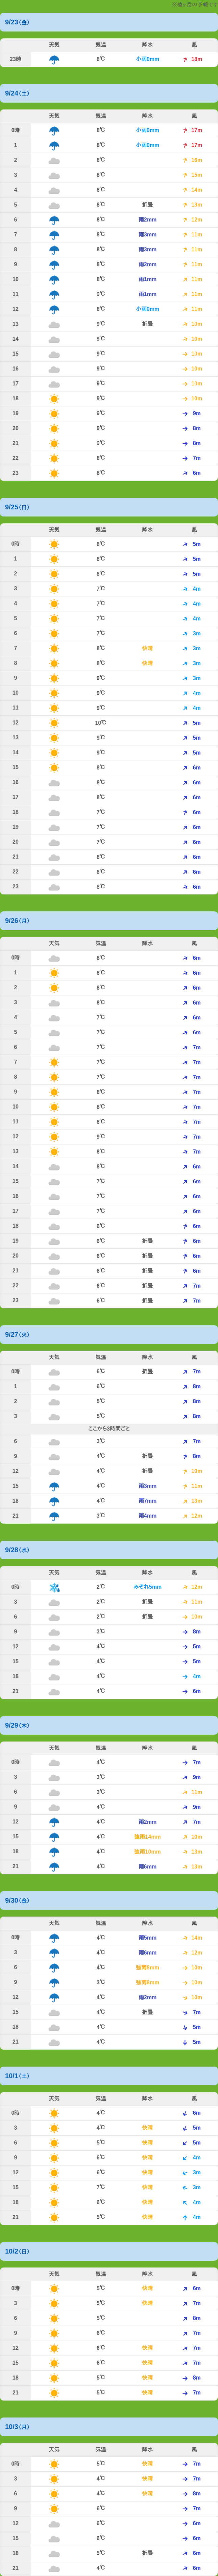 9/23(金)
天気 気温 降水 風
23時 8℃ 小雨0mm 18m
9/24(土)
天気 気温 降水 風
0時 8℃ 小雨0mm 17m
1 8℃ 小雨0mm 17m
2 8℃ 16m
3 8℃ 15m
4 8℃ 14m
5 8℃ 折畳 13m
6 8℃ 雨2mm 12m
7 8℃ 雨3mm 11m
8 8℃ 雨3mm 11m
9 8℃ 雨2mm 11m
10 8℃ 雨1mm 11m
11 9℃ 雨1mm 11m
12 8℃ 小雨0mm 11m
13 9℃ 折畳 10m
14 9℃ 10m
15 9℃ 10m
16 9℃ 10m
17 9℃ 10m
18 9℃ 10m
19 9℃ 9m
20 9℃ 8m
21 9℃ 8m
22 8℃ 7m
23 8℃ 6m
9/25(日)
天気 気温 降水 風
0時 8℃ 5m
1 8℃ 5m
2 8℃ 5m
3 7℃ 4m
4 7℃ 4m
5 7℃ 4m
6 7℃ 3m
7 8℃ 快晴 3m
8 8℃ 快晴 3m
9 9℃ 3m
10 9℃ 4m
11 9℃ 4m
12 10℃ 5m
13 9℃ 5m
14 9℃ 5m
15 8℃ 6m
16 8℃ 6m
17 8℃ 6m
18 7℃ 6m
19 7℃ 6m
20 7℃ 6m
21 8℃ 6m
22 8℃ 6m
23 8℃ 6m
9/26(月)
天気 気温 降水 風
0時 8℃ 6m
1 8℃ 6m
2 8℃ 6m
3 8℃ 6m
4 7℃ 6m
5 7℃ 6m
6 7℃ 7m
7 7℃ 7m
8 7℃ 7m
9 8℃ 7m
10 8℃ 7m
11 8℃ 7m
12 9℃ 7m
13 8℃ 7m
14 8℃ 6m
15 7℃ 6m
16 7℃ 6m
17 7℃ 6m
18 6℃ 6m
19 6℃ 折畳 6m
20 6℃ 折畳 6m
21 6℃ 折畳 6m
22 6℃ 折畳 7m
23 6℃ 折畳 7m
9/27(火)
天気 気温 降水 風
0時 6℃ 折畳 7m
1 6℃ 8m
2 5℃ 8m
3 5℃ 8m
ここから3時間ごと
6 3℃ 7m
9 4℃ 折畳 8m
12 4℃ 折畳 10m
15 4℃ 雨3mm 11m
18 4℃ 雨7mm 13m
21 3℃ 雨4mm 12m
9/28(水)
天気 気温 降水 風
0時 2℃ みぞれ5mm 12m
3 2℃ 折畳 11m
6 2℃ 折畳 10m
9 3℃ 8m
12 4℃ 5m
15 4℃ 5m
18 4℃ 4m
21 4℃ 6m
9/29(木)
天気 気温 降水 風
0時 4℃ 7m
3 3℃ 9m
6 3℃ 11m
9 4℃ 9m
12 4℃ 雨2mm 7m
15 4℃ 強雨14mm 10m
18 4℃ 強雨10mm 13m
21 4℃ 雨6mm 13m
9/30(金)
天気 気温 降水 風
0時 4℃ 雨5mm 14m
3 4℃ 雨6mm 12m
6 4℃ 強雨8mm 10m
9 3℃ 強雨8mm 10m
12 4℃ 雨2mm 10m
15 4℃ 折畳 7m
18 4℃ 5m
21 4℃ 5m
10/1(土)
天気 気温 降水 風
0時 4℃ 6m
3 4℃ 快晴 5m
6 5℃ 快晴 5m
9 6℃ 快晴 4m
12 6℃ 快晴 3m
15 7℃ 快晴 3m
18 6℃ 快晴 4m
21 5℃ 快晴 4m
10/2(日)
天気 気温 降水 風
0時 5℃ 快晴 6m
3 5℃ 快晴 7m
6 5℃ 8m
9 6℃ 7m
12 6℃ 快晴 7m
15 6℃ 快晴 7m
18 5℃ 快晴 8m
21 5℃ 快晴 7m
10/3(月)
天気 気温 降水 風
0時 5℃ 快晴 7m
3 4℃ 快晴 7m
6 4℃ 快晴 8m
9 6℃ 7m
12 6℃ 6m
15 6℃ 6m
18 5℃ 折畳 6m
21 4℃ 6m